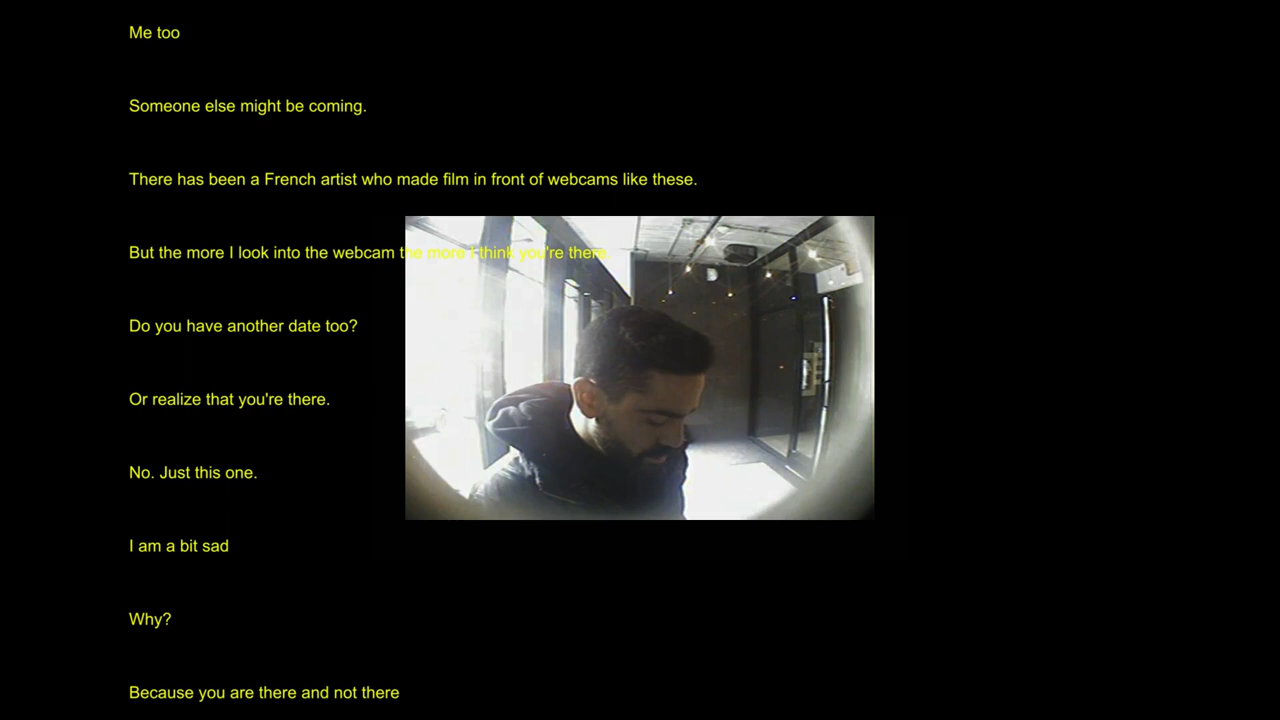 Me too
Someone else might be coming.
There has been a French artist who made film in front of webcams like these.
But the more I look into the webcam the more I think you're there.
Do you have another date too?
Or realize that you're there.
No. Just this one.
I am a bit sad
Why?
Because you are there and not there